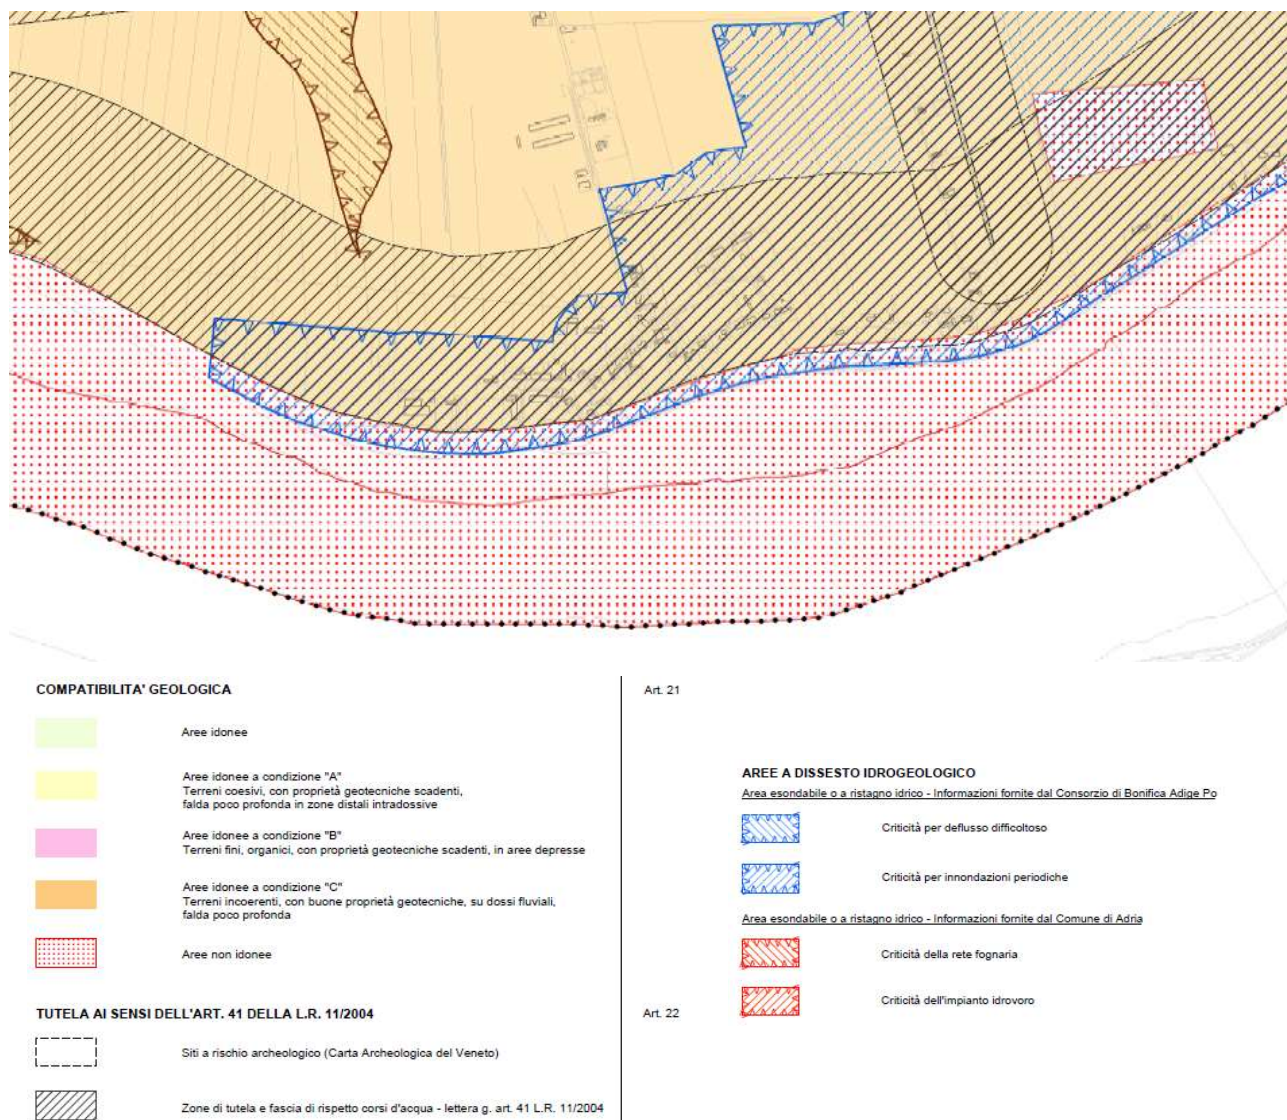 COMPATIBILITA' GEOLOGICA
Aree idonee
Aree idonee a condizione "A"
Terreni coesivi, con proprietà geotecniche scadenti,
falda poco profonda in zone distali intradossive
Aree idonee a condizione "B"
Terreni fini, organici, con proprietà geotecniche scadenti, in aree depresse
Aree idonee a condizione "C"
Terreni incoerenti, con buone proprietà geotecniche, su dossi fluviali,
falda poco profonda
Aree non idonee
TUTELA AI SENSI DELL'ART. 41 DELLA L.R. 11/2004
Siti a rischio archeologico (Carta Archeologica del Veneto)
Zone di tutela e fascia di rispetto corsi d'acqua - lettera g. art. 41 L.R. 11/2004
Art. 21
AREE A DISSESTO IDROGEOLOGICO
Area esondabile o a ristagno idrico - Informazioni fornite dal Consorzio di Bonifica Adige Po
Criticità per deflusso difficoltoso
Criticità per innondazioni periodiche
Area esondabile o a ristagno idrico - Informazioni fornite dal Comune di Adria
Criticità della rete fognaria
Criticità dell'impianto idrovoro
Art. 22